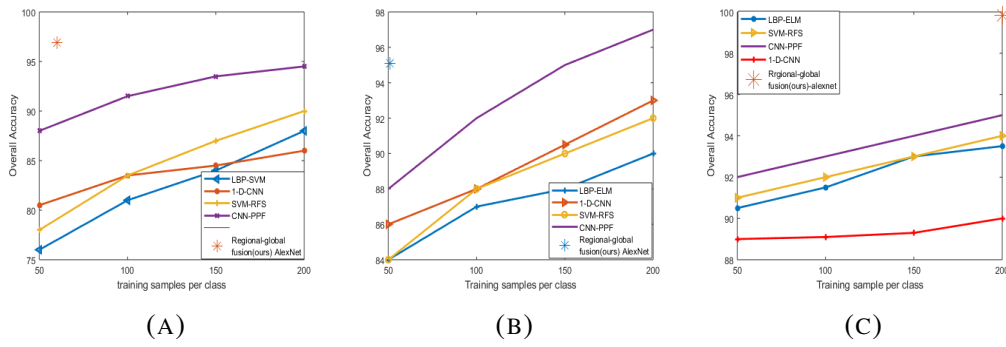 100
95
90
85
80
75
50
100
150
200
Overall Accuracy
training samples per class
LBP-SVM
1-D-CNN
SVM-RFS
CNN-PPF
Regional-global
fusion(ours) AlexNet
(A)
98
96
94
92
90
88
86
84
50
100
150
200
Overall Accuracy
Training samples per class
LBP-ELM
1-D-CNN
SVM-RFS
CNN-PPF
Regional-global
fusion(ours) AlexNet
(B)
100
98
96
94
92
90
88
50
100
150
200
Overall Accuracy
Training sample per class
LBP-ELM
SVM-RFS
CNN-PPF
1-D-CNN
Rrgional-global
fusion(ours)-alexnet
(C)